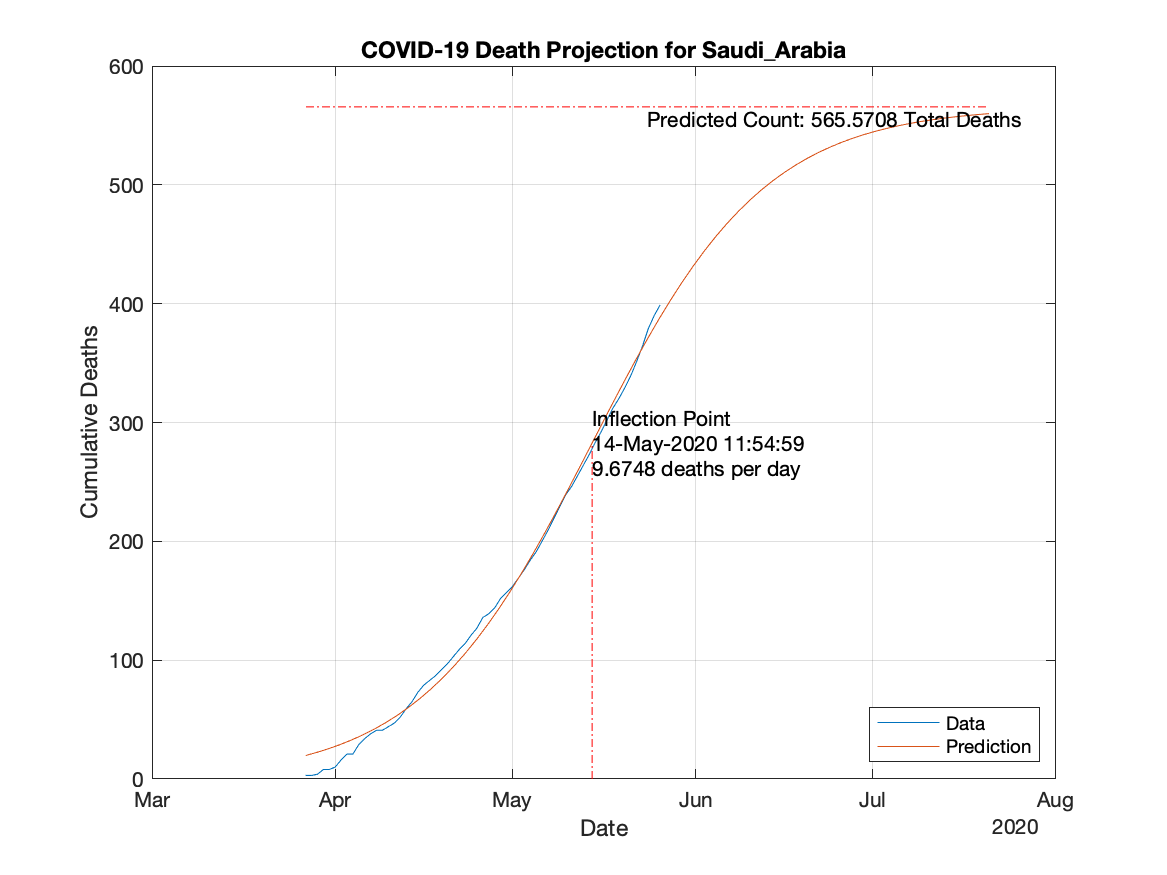 COVID-19 Death Projection for Saudi_Arabia
600
Predicted Count: 565.5708 Total Deaths
500
400
300
Inflection Point
14-May-2020 11:54:59
9.6748 deaths per day
200
100
0
Cumulative Deaths
Data
Prediction
Mar Apr May Jun Jul Aug
Date
2020